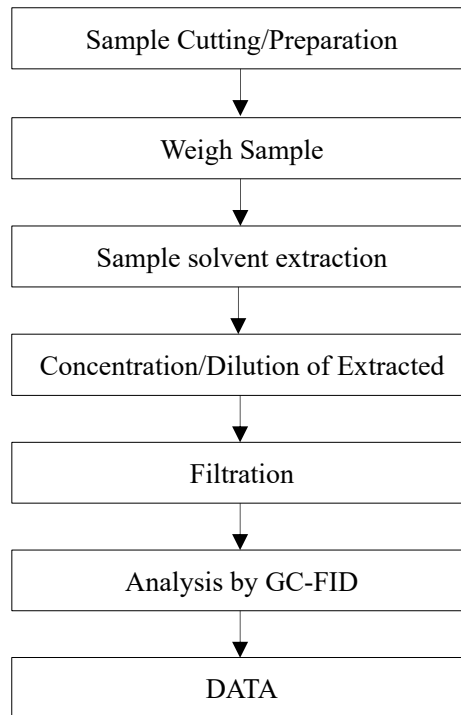 Sample Cutting/Preparation
Weigh Sample
Sample solvent extraction
Concentration/Dilution of Extracted
Filtration
Analysis by GC-FID
DATA